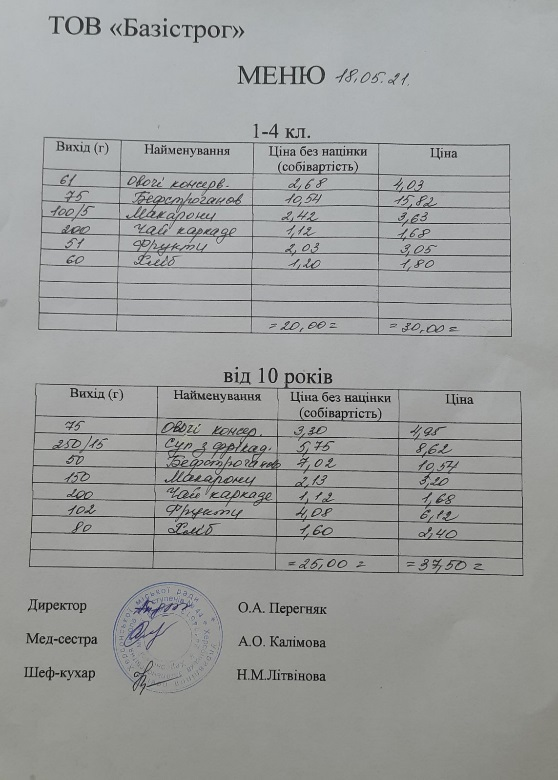 ТОВ «Базістрог»
МЕНЮ 18.05.21.
1-4 кл.
Вихід (г) Найменування Ціна без націнки (собівартість) Ціна
61 Овочі консерв. 2,68 4,03
75 Бефстроганов 10,54 15,82
100/5 Макарони 2,42 3,63
200 Чай каркаде 1,12 1,68
51 Фрукти 2,03 3,05
60 Хліб 1,20 1,80
=20,00= =30,00=
від 10 років
Вихід (г) Найменування Ціна без націнки (собівартість) Ціна
75 Овочі консер. 3,30 4,95
250/15 Суп з фрікад. 5,75 8,62
50 Бефстроганов 7,02 10,54
150 Макарони 2,13 3,20
200 Чай каркаде 1,12 1,68
102 Фрукти 4,08 6,12
80 Хліб 1,60 2,40
=25,00= =37,50=
Директор О.А. Перегняк
Мед-сестра А.О. Калімова
Шеф-кухар Н.М.Літвінова